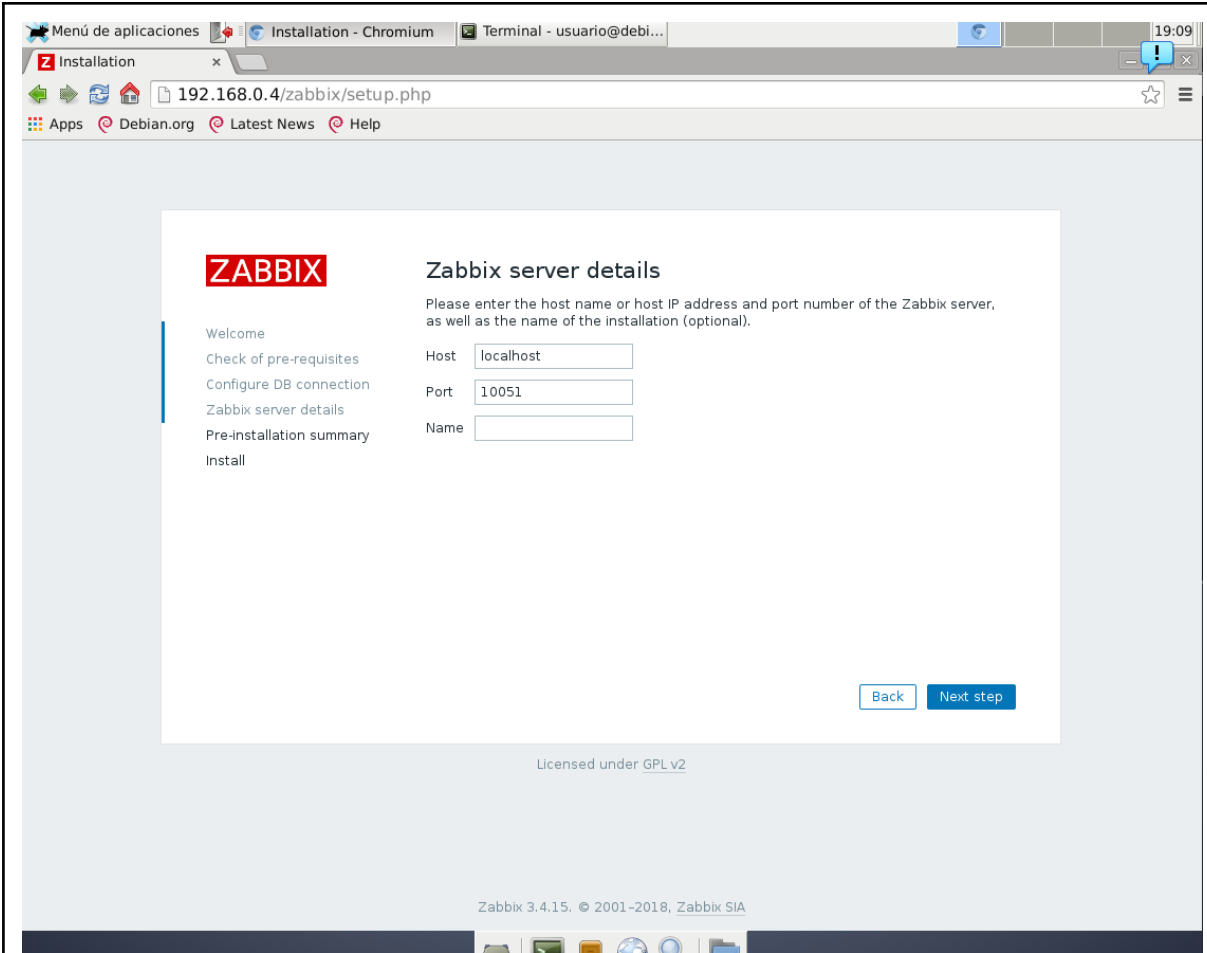 Menú de aplicaciones Installation - Chromium Terminal - usuario@debi... 19:09
Z Installation
192.168.0.4/zabbix/setup.php
Apps Debian.org Latest News Help
ZABBIX
Welcome
Check of pre-requisites
Configure DB connection
Zabbix server details
Pre-installation summary
Install
Zabbix server details
Please enter the host name or host IP address and port number of the Zabbix server,
as well as the name of the installation (optional).
Host localhost
Port 10051
Name
Back Next step
Licensed under GPL v2
Zabbix 3.4.15. © 2001–2018, Zabbix SIA